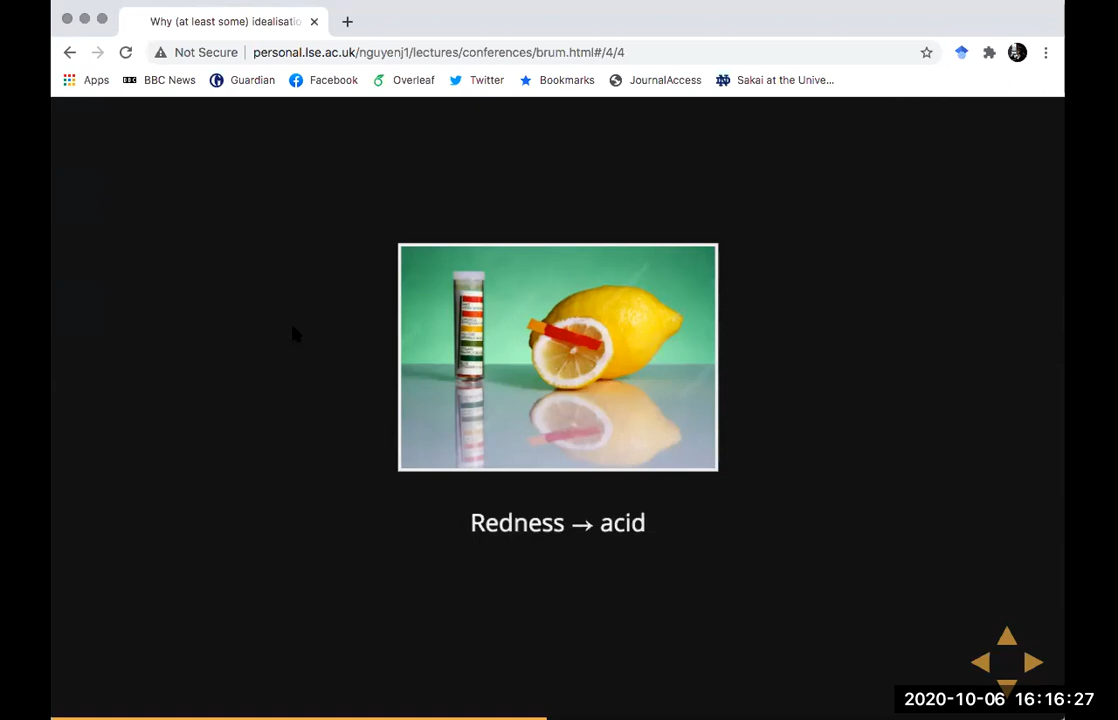 Why (at least some) idealisatio
Not Secure personal.lse.ac.uk/nguyenj1/lectures/conferences/brum.html#/4/4
Apps BBC News Guardian Facebook Overleaf Twitter Bookmarks JournalAccess Sakai at the Unive...
Redness → acid
2020-10-06 16:16:27